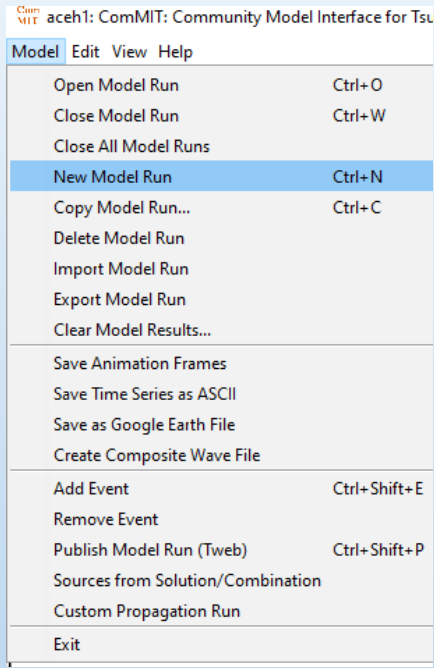 Com
MIT
aceh1: ComMIT: Community Model Interface for Tsu
Model Edit View Help
Open Model Run Ctrl+O
Close Model Run Ctrl+W
Close All Model Runs
New Model Run Ctrl+N
Copy Model Run... Ctrl+C
Delete Model Run
Import Model Run
Export Model Run
Clear Model Results...
Save Animation Frames
Save Time Series as ASCII
Save as Google Earth File
Create Composite Wave File
Add Event Ctrl+Shift+E
Remove Event
Publish Model Run (Tweb) Ctrl+Shift+P
Sources from Solution/Combination
Custom Propagation Run
Exit